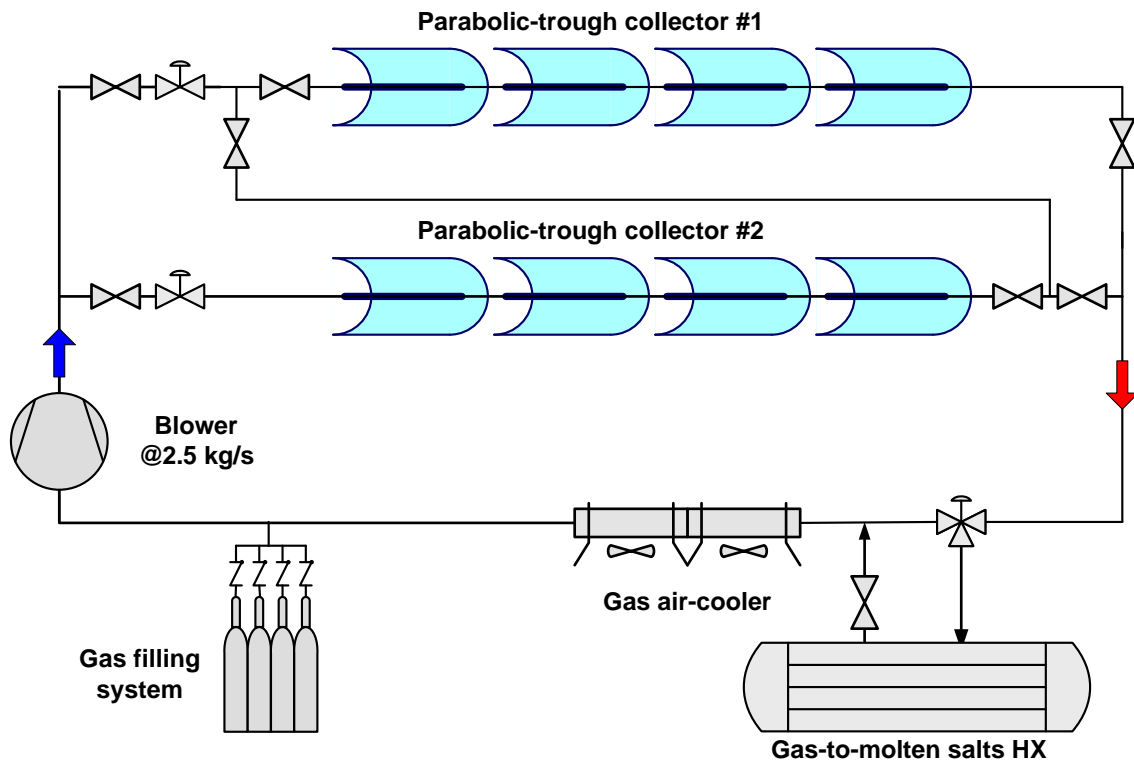 Parabolic-trough collector #1
Parabolic-trough collector #2
Blower
@2.5 kg/s
Gas air-cooler
Gas filling
system
Gas-to-molten salts HX